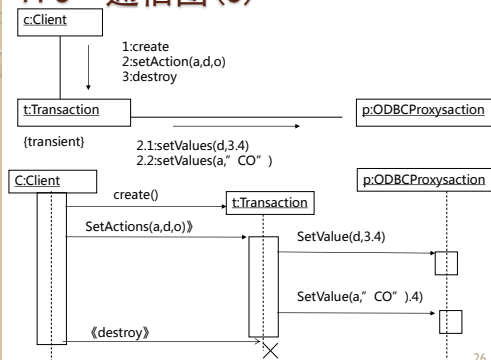 c:Client
1:create
2:setAction(a,d,o)
3:destroy
t:Transaction
p:ODBCProxysaction
{transient}
2.1:setValues(d,3.4)
2.2:setValues(a,”CO”)
C:Client
p:ODBCProxysaction
create()
t:Transaction
SetActions(a,d,o)》
SetValue(d,3.4)
SetValue(a,”CO”).4)
《destroy》
26